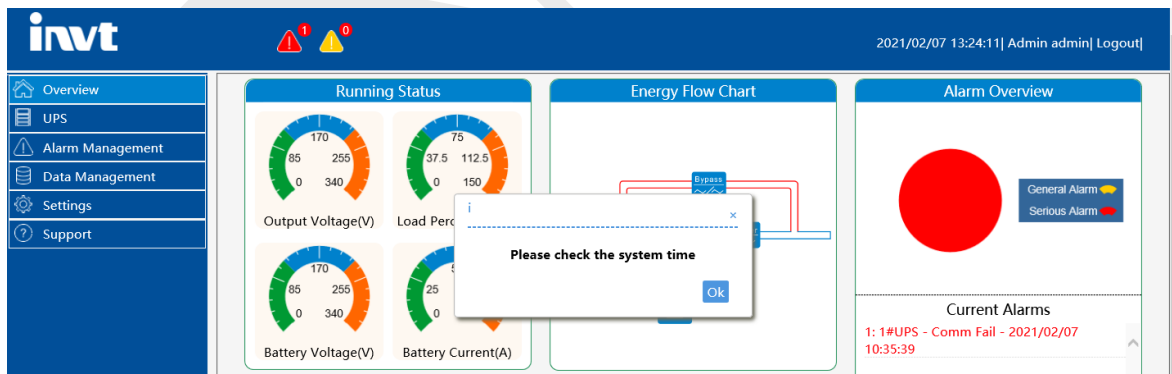 invt
1
0
2021/02/07 13:24:11| Admin admin| Logout|
Overview
UPS
Alarm Management
Data Management
Settings
Support
Running Status
170
85 255
0 340
Output Voltage(V)
75
37.5 112.5
0 150
Load Perc
170
85 255
0 340
Battery Voltage(V)
25
0
Battery Current(A)
Energy Flow Chart
Bypass
i
×
Please check the system time
Ok
Alarm Overview
General Alarm
Serious Alarm
Current Alarms
1: 1#UPS - Comm Fail - 2021/02/07
10:35:39